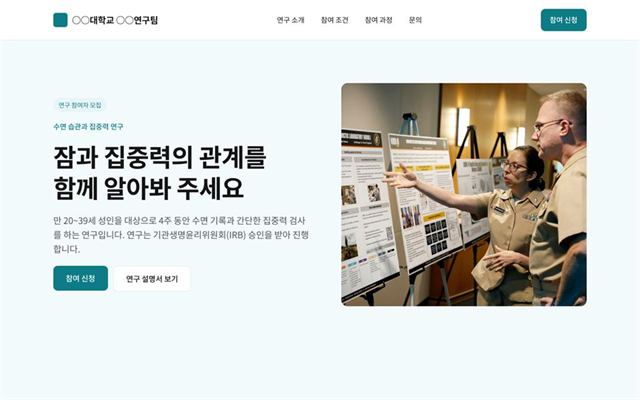 ○○대학교 ○○연구팀
연구 소개
참여 조건
참여 과정
문의
참여 신청
연구 참여자 모집
수면 습관과 집중력 연구
잠과 집중력의 관계를
함께 알아봐 주세요
만 20~39세 성인을 대상으로 4주 동안 수면 기록과 간단한 집중력 검사
를 하는 연구입니다. 연구는 기관생명윤리위원회(IRB) 승인을 받아 진행
합니다.
참여 신청
연구 설명서 보기